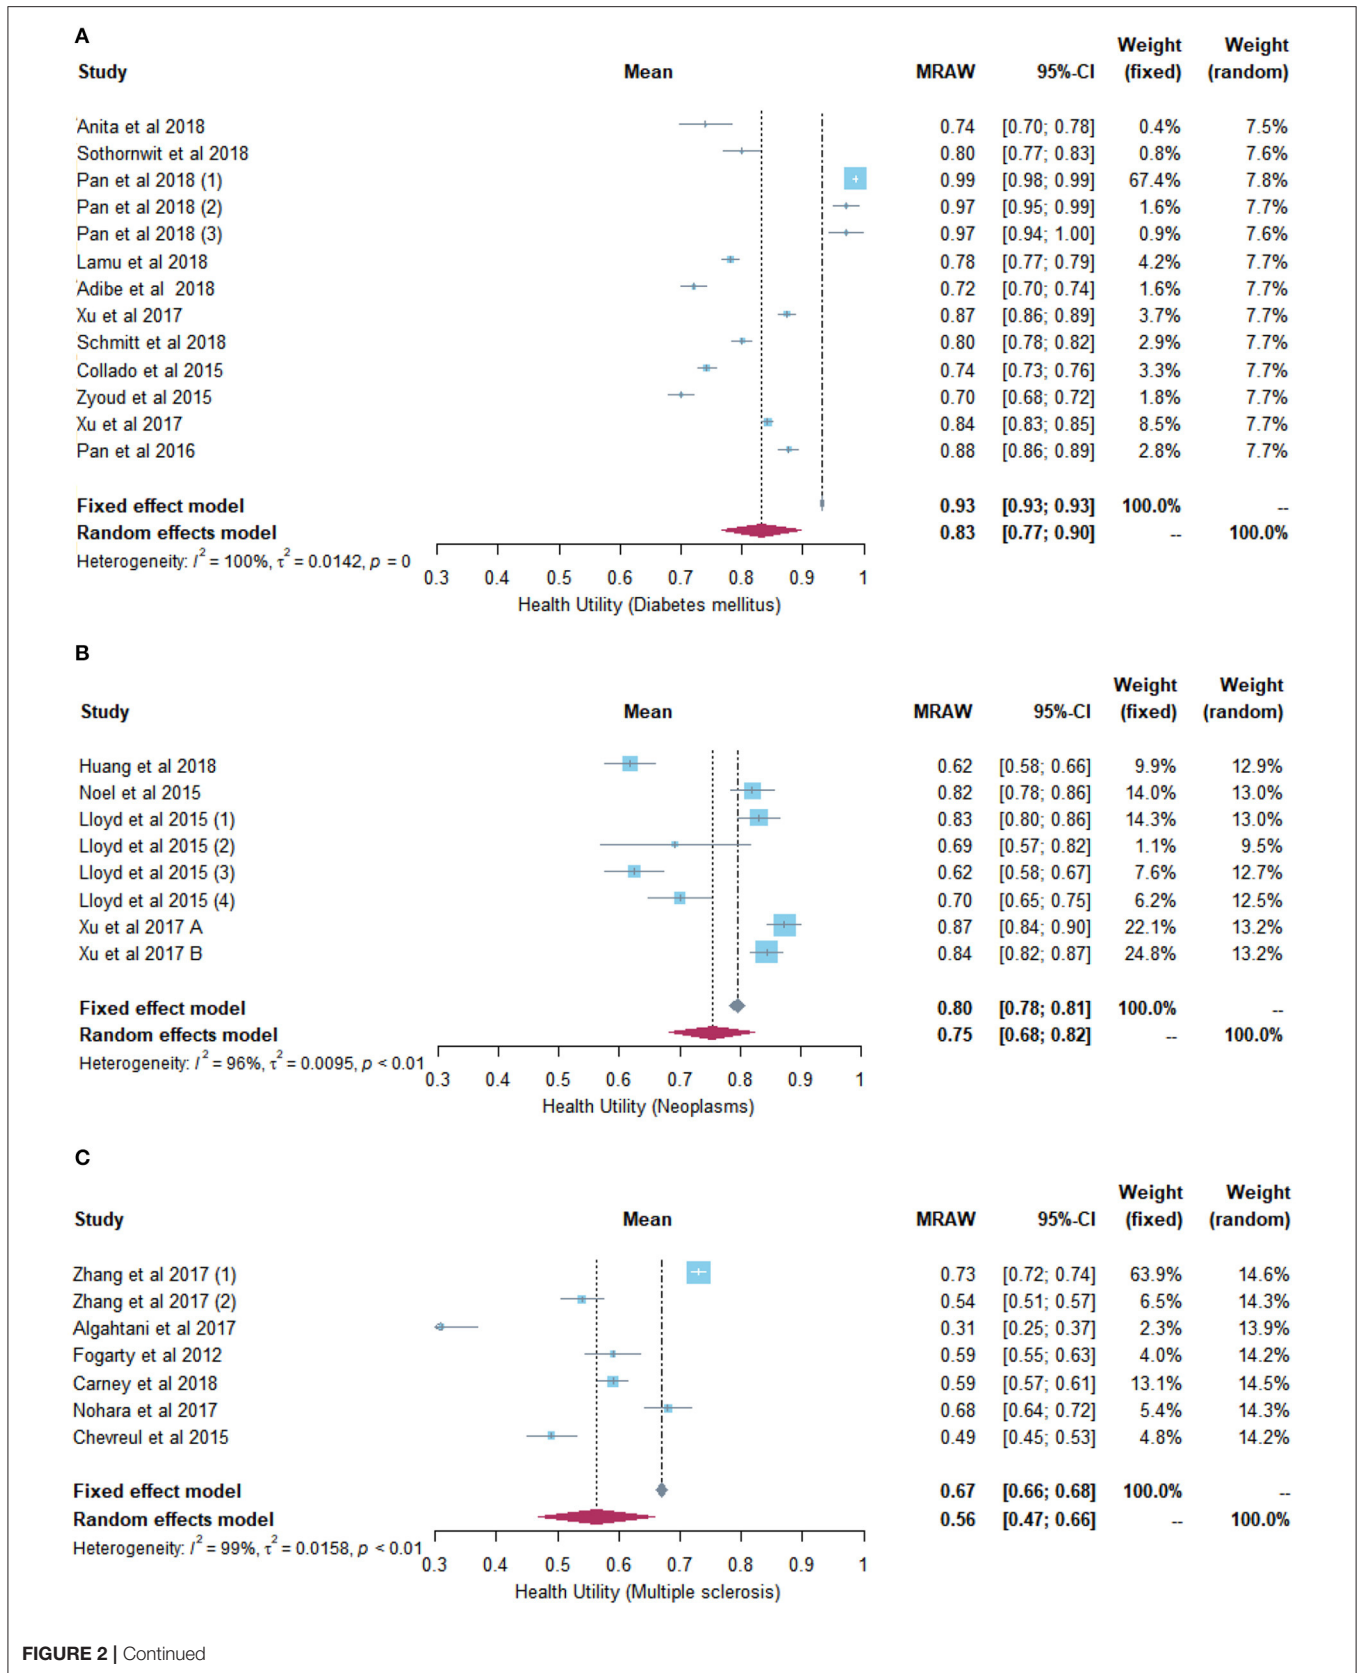 A
Weight Weight
Study Mean MRAW 95%-CI (fixed) (random)
Anita et al 2018 0.74 [0.70; 0.78] 0.4% 7.5%
Sothornwit et al 2018 0.80 [0.77; 0.83] 0.8% 7.6%
Pan et al 2018 (1) 0.99 [0.98; 0.99] 67.4% 7.8%
Pan et al 2018 (2) 0.97 [0.95; 0.99] 1.6% 7.7%
Pan et al 2018 (3) 0.97 [0.94; 1.00] 0.9% 7.6%
Lamu et al 2018 0.78 [0.77; 0.79] 4.2% 7.7%
Adibe et al 2018 0.72 [0.70; 0.74] 1.6% 7.7%
Xu et al 2017 0.87 [0.86; 0.89] 3.7% 7.7%
Schmitt et al 2018 0.80 [0.78; 0.82] 2.9% 7.7%
Collado et al 2015 0.74 [0.73; 0.76] 3.3% 7.7%
Zyoud et al 2015 0.70 [0.68; 0.72] 1.8% 7.7%
Xu et al 2017 0.84 [0.83; 0.85] 8.5% 7.7%
Pan et al 2016 0.88 [0.86; 0.89] 2.8% 7.7%
Fixed effect model 0.93 [0.93; 0.93] 100.0% --
Random effects model 0.83 [0.77; 0.90] -- 100.0%
Heterogeneity: I² = 100%, τ² = 0.0142, p = 0
0.3 0.4 0.5 0.6 0.7 0.8 0.9 1
Health Utility (Diabetes mellitus)
B
Weight Weight
Study Mean MRAW 95%-CI (fixed) (random)
Huang et al 2018 0.62 [0.58; 0.66] 9.9% 12.9%
Noel et al 2015 0.82 [0.78; 0.86] 14.0% 13.0%
Lloyd et al 2015 (1) 0.83 [0.80; 0.86] 14.3% 13.0%
Lloyd et al 2015 (2) 0.69 [0.57; 0.82] 1.1% 9.5%
Lloyd et al 2015 (3) 0.62 [0.58; 0.67] 7.6% 12.7%
Lloyd et al 2015 (4) 0.70 [0.65; 0.75] 6.2% 12.5%
Xu et al 2017 A 0.87 [0.84; 0.90] 22.1% 13.2%
Xu et al 2017 B 0.84 [0.82; 0.87] 24.8% 13.2%
Fixed effect model 0.80 [0.78; 0.81] 100.0% --
Random effects model 0.75 [0.68; 0.82] -- 100.0%
Heterogeneity: I² = 96%, τ² = 0.0095, p < 0.01
0.3 0.4 0.5 0.6 0.7 0.8 0.9 1
Health Utility (Neoplasms)
C
Weight Weight
Study Mean MRAW 95%-CI (fixed) (random)
Zhang et al 2017 (1) 0.73 [0.72; 0.74] 63.9% 14.6%
Zhang et al 2017 (2) 0.54 [0.51; 0.57] 6.5% 14.3%
Algahtani et al 2017 0.31 [0.25; 0.37] 2.3% 13.9%
Fogarty et al 2012 0.59 [0.55; 0.63] 4.0% 14.2%
Carney et al 2018 0.59 [0.57; 0.61] 13.1% 14.5%
Nohara et al 2017 0.68 [0.64; 0.72] 5.4% 14.3%
Chevreul et al 2015 0.49 [0.45; 0.53] 4.8% 14.2%
Fixed effect model 0.67 [0.66; 0.68] 100.0% --
Random effects model 0.56 [0.47; 0.66] -- 100.0%
Heterogeneity: I² = 99%, τ² = 0.0158, p < 0.01
0.3 0.4 0.5 0.6 0.7 0.8 0.9 1
Health Utility (Multiple sclerosis)
FIGURE 2 | Continued